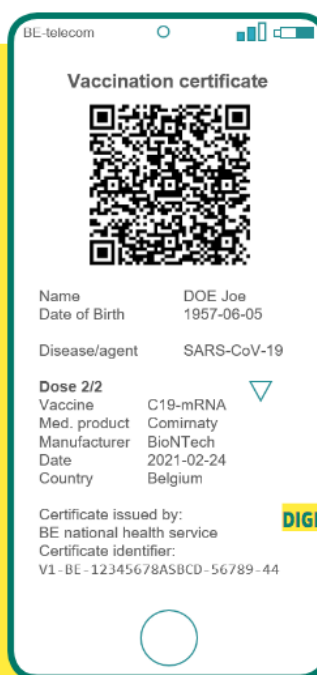 BE-telecom
Vaccination certificate
Name DOE Joe
Date of Birth 1957-06-05
Disease/agent SARS-CoV-19
Dose 2/2
Vaccine C19-mRNA
Med. product Comirnaty
Manufacturer BioNTech
Date 2021-02-24
Country Belgium
Certificate issued by:
BE national health service
Certificate identifier:
V1-BE-12345678ASBCD-56789-44
DIGI